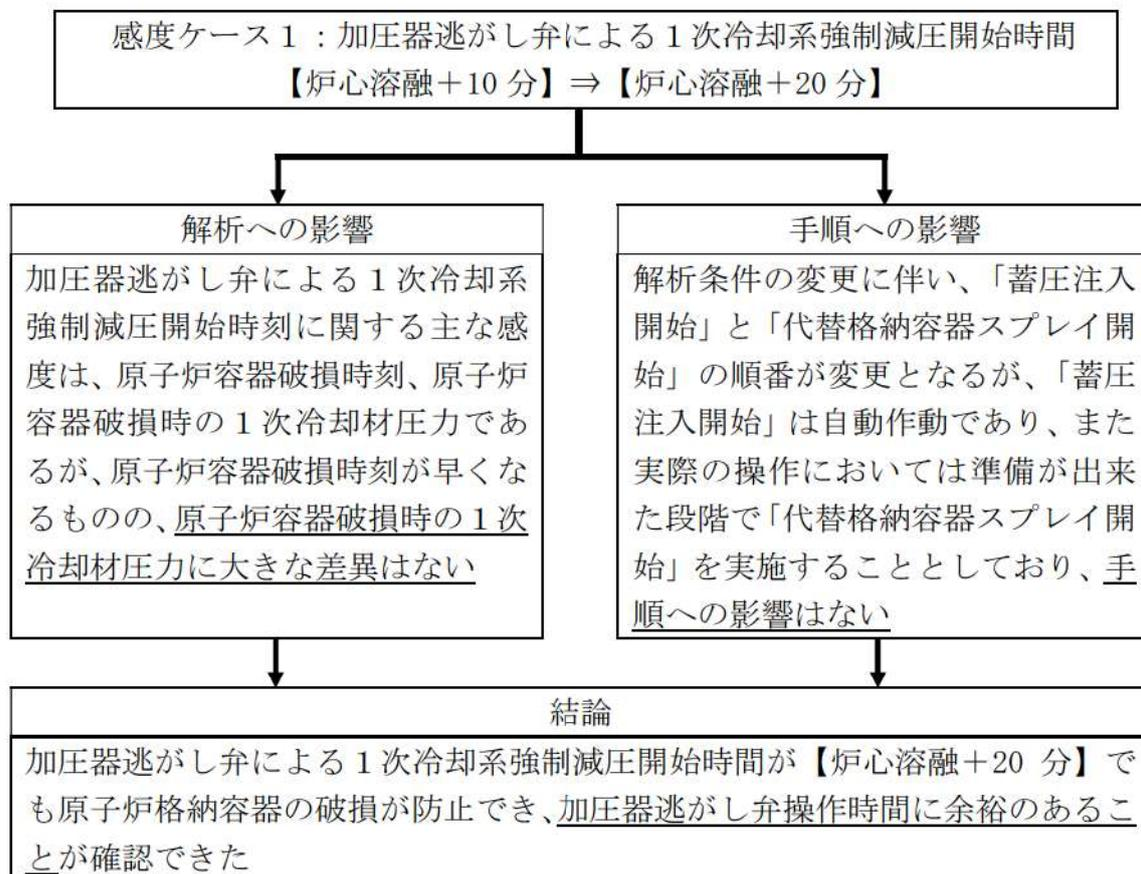 感度ケース1:加圧器逃がし弁による1次冷却系強制減圧開始時間
【炉心溶融+10 分】⇒【炉心溶融+20 分】
解析への影響
加圧器逃がし弁による1次冷却系
強制減圧開始時刻に関する主な感
度は、原子炉容器破損時刻、原子炉
容器破損時の1次冷却材圧力であ
るが、原子炉容器破損時刻が早くな
るものの、原子炉容器破損時の1次
冷却材圧力に大きな差異はない
手順への影響
解析条件の変更に伴い、「蓄圧注入
開始」と「代替格納容器スプレイ開
始」の順番が変更となるが、「蓄圧
注入開始」は自動作動であり、また
実際の操作においては準備が出来
た段階で「代替格納容器スプレイ開
始」を実施することとしており、手
順への影響はない
結論
加圧器逃がし弁による1次冷却系強制減圧開始時間が【炉心溶融+20 分】で
も原子炉格納容器の破損が防止でき、加圧器逃がし弁操作時間に余裕のあるこ
とが確認できた